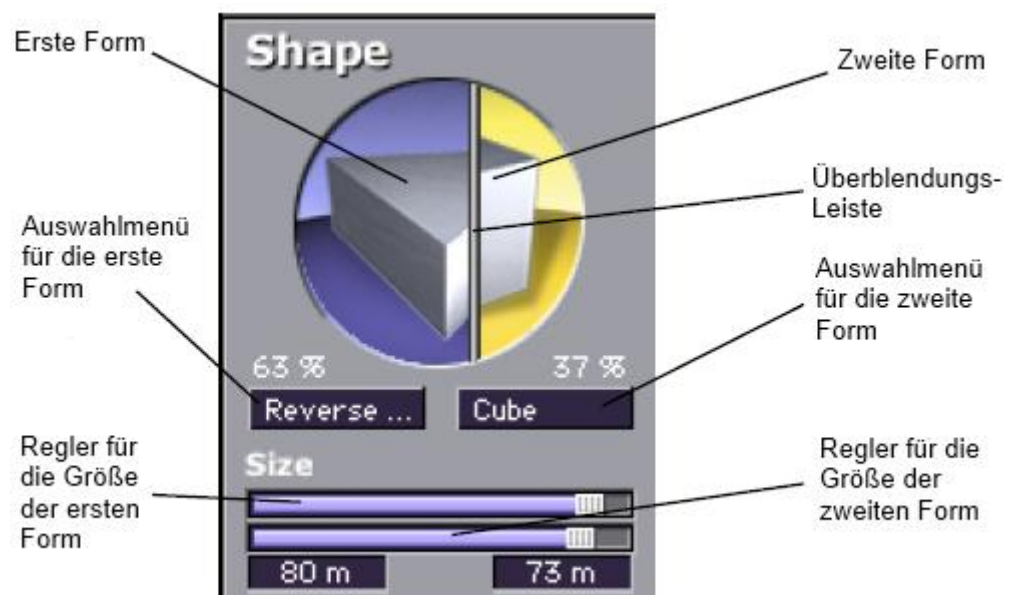 Erste Form
Shape
Zweite Form
Überblendungs-
Leiste
Auswahlmenü
für die erste
Form
Auswahlmenü
für die zweite
Form
63 %
37 %
Reverse ...
Cube
Regler für
die Größe
der ersten
Form
Size
Regler für die
Größe der
zweiten Form
80 m
73 m